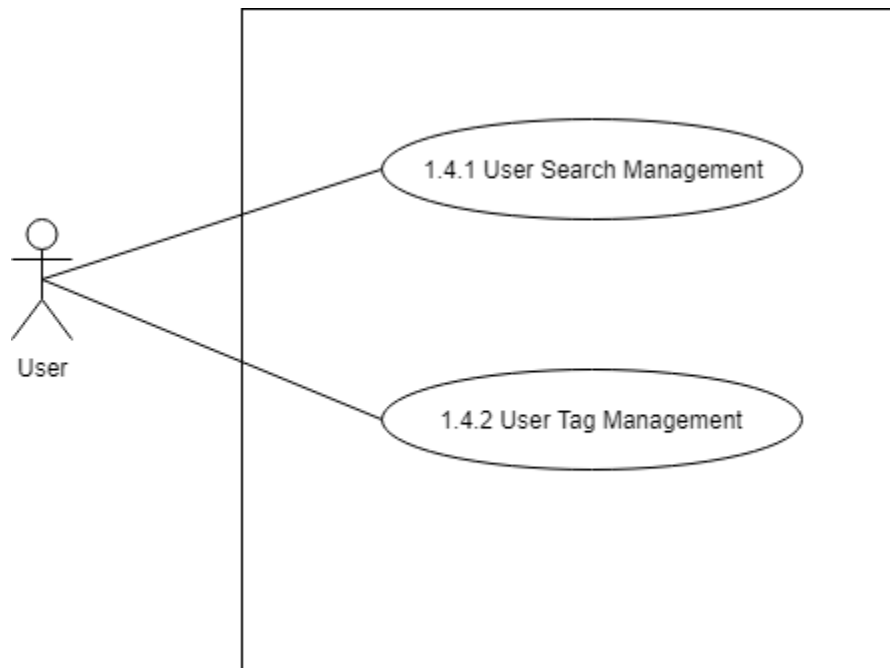 1.4.1 User Search Management
User
1.4.2 User Tag Management